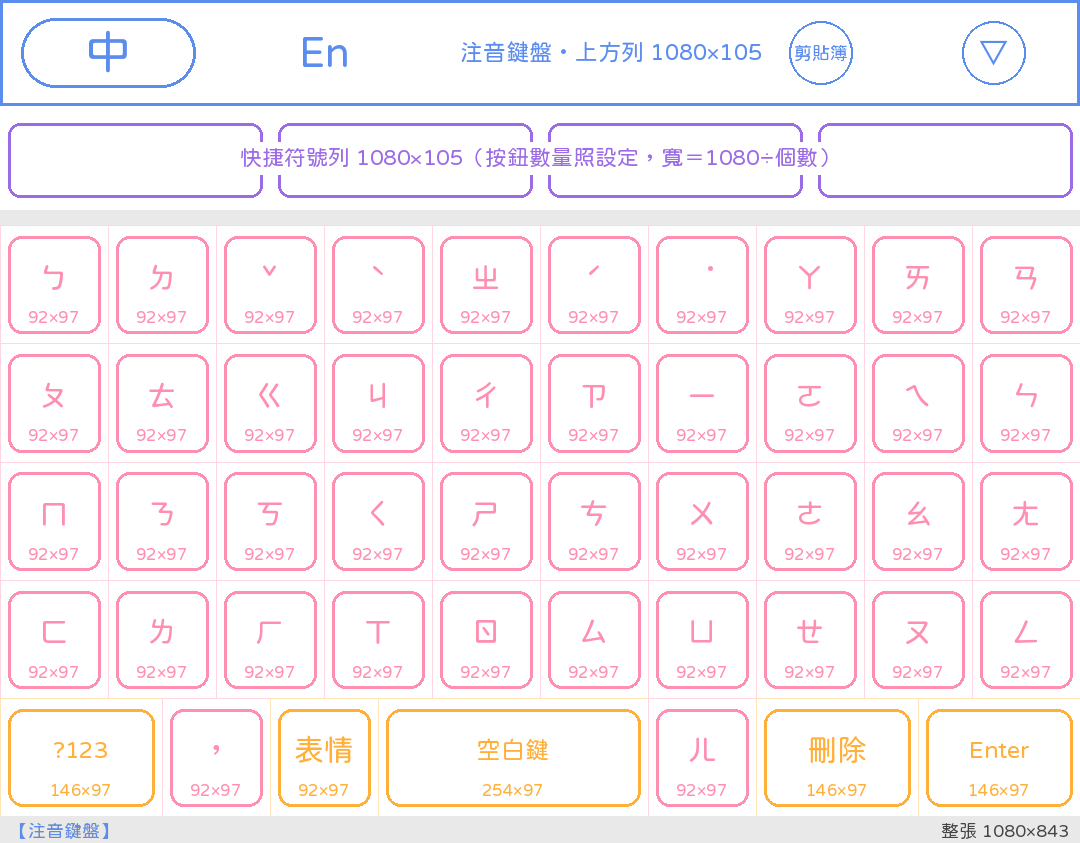 中 En 注音鍵盤・上方列 1080×105 剪貼簿 ▽
快捷符號列 1080×105（按鈕數量照設定，寬＝1080÷個數）
ㄅ ㄉ ˇ ˋ ㄓ ˊ ˙ ㄚ ㄞ ㄢ
92×97 92×97 92×97 92×97 92×97 92×97 92×97 92×97 92×97 92×97
ㄆ ㄊ ㄍ ㄐ ㄔ ㄗ ㄧ ㄛ ㄟ ㄣ
92×97 92×97 92×97 92×97 92×97 92×97 92×97 92×97 92×97 92×97
ㄇ ㄋ ㄎ ㄑ ㄕ ㄘ ㄨ ㄜ ㄠ ㄤ
92×97 92×97 92×97 92×97 92×97 92×97 92×97 92×97 92×97 92×97
ㄈ ㄌ ㄏ ㄒ ㄖ ㄙ ㄩ ㄝ ㄡ ㄥ
92×97 92×97 92×97 92×97 92×97 92×97 92×97 92×97 92×97 92×97
?123 ， 表情 空白鍵 ㄦ 刪除 Enter
146×97 92×97 92×97 254×97 92×97 146×97 146×97
【注音鍵盤】 整張 1080×843